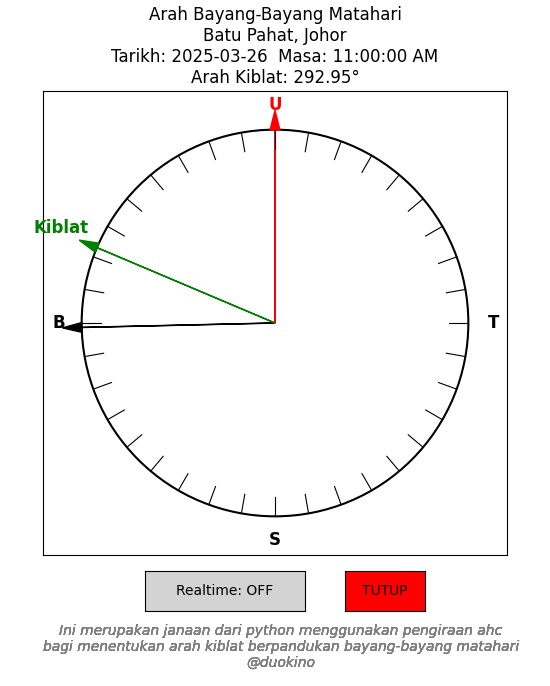 Arah Bayang-Bayang Matahari
Batu Pahat, Johor
Tarikh: 2025-03-26  Masa: 11:00:00 AM
Arah Kiblat: 292.95°
U
Kiblat
B
T
S
Realtime: OFF
TUTUP
Ini merupakan janaan dari python menggunakan pengiraan ahc
bagi menentukan arah kiblat berpandukan bayang-bayang matahari
@duokino